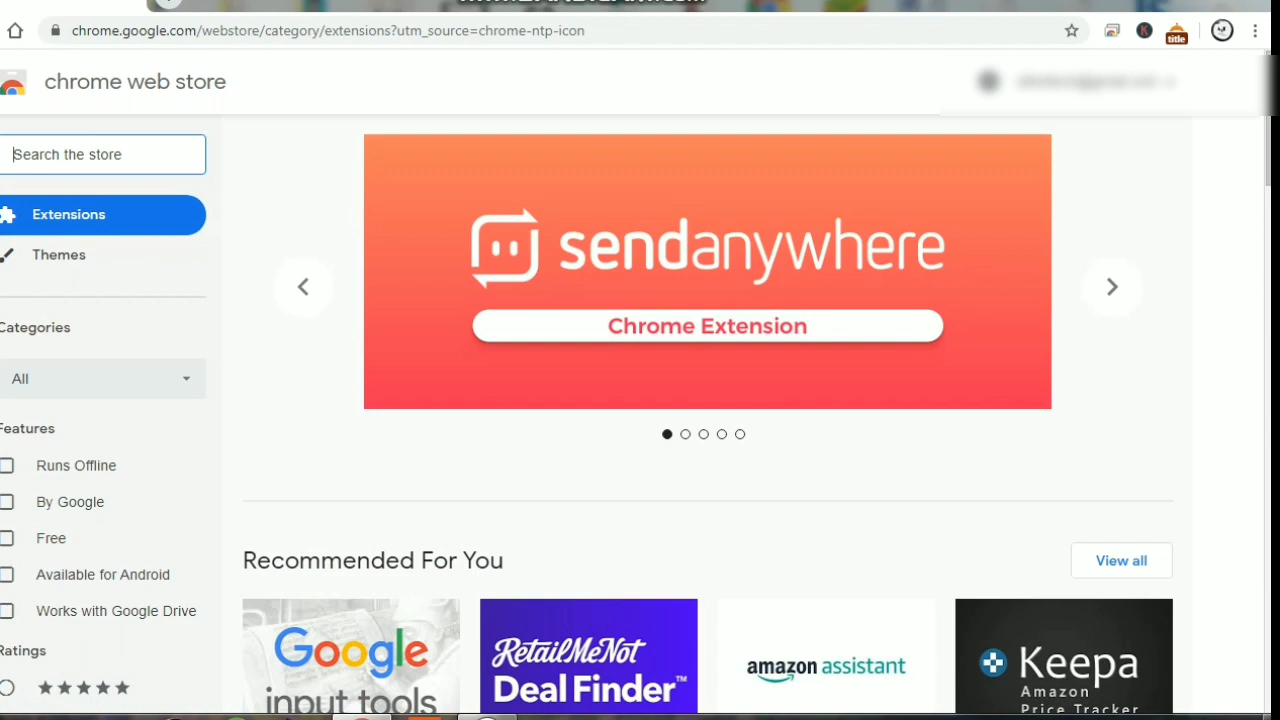 chrome.google.com/webstore/category/extensions?utm_source=chrome-ntp-icon
title
chrome web store
Search the store
Extensions
Themes
Categories
All
Features
Runs Offline
By Google
Free
Available for Android
Works with Google Drive
Ratings
sendanywhere
Chrome Extension
Recommended For You
View all
Google
input tools
RetailMeNot
Deal Finder™
amazon assistant
Keepa
Amazon
Price Tracker